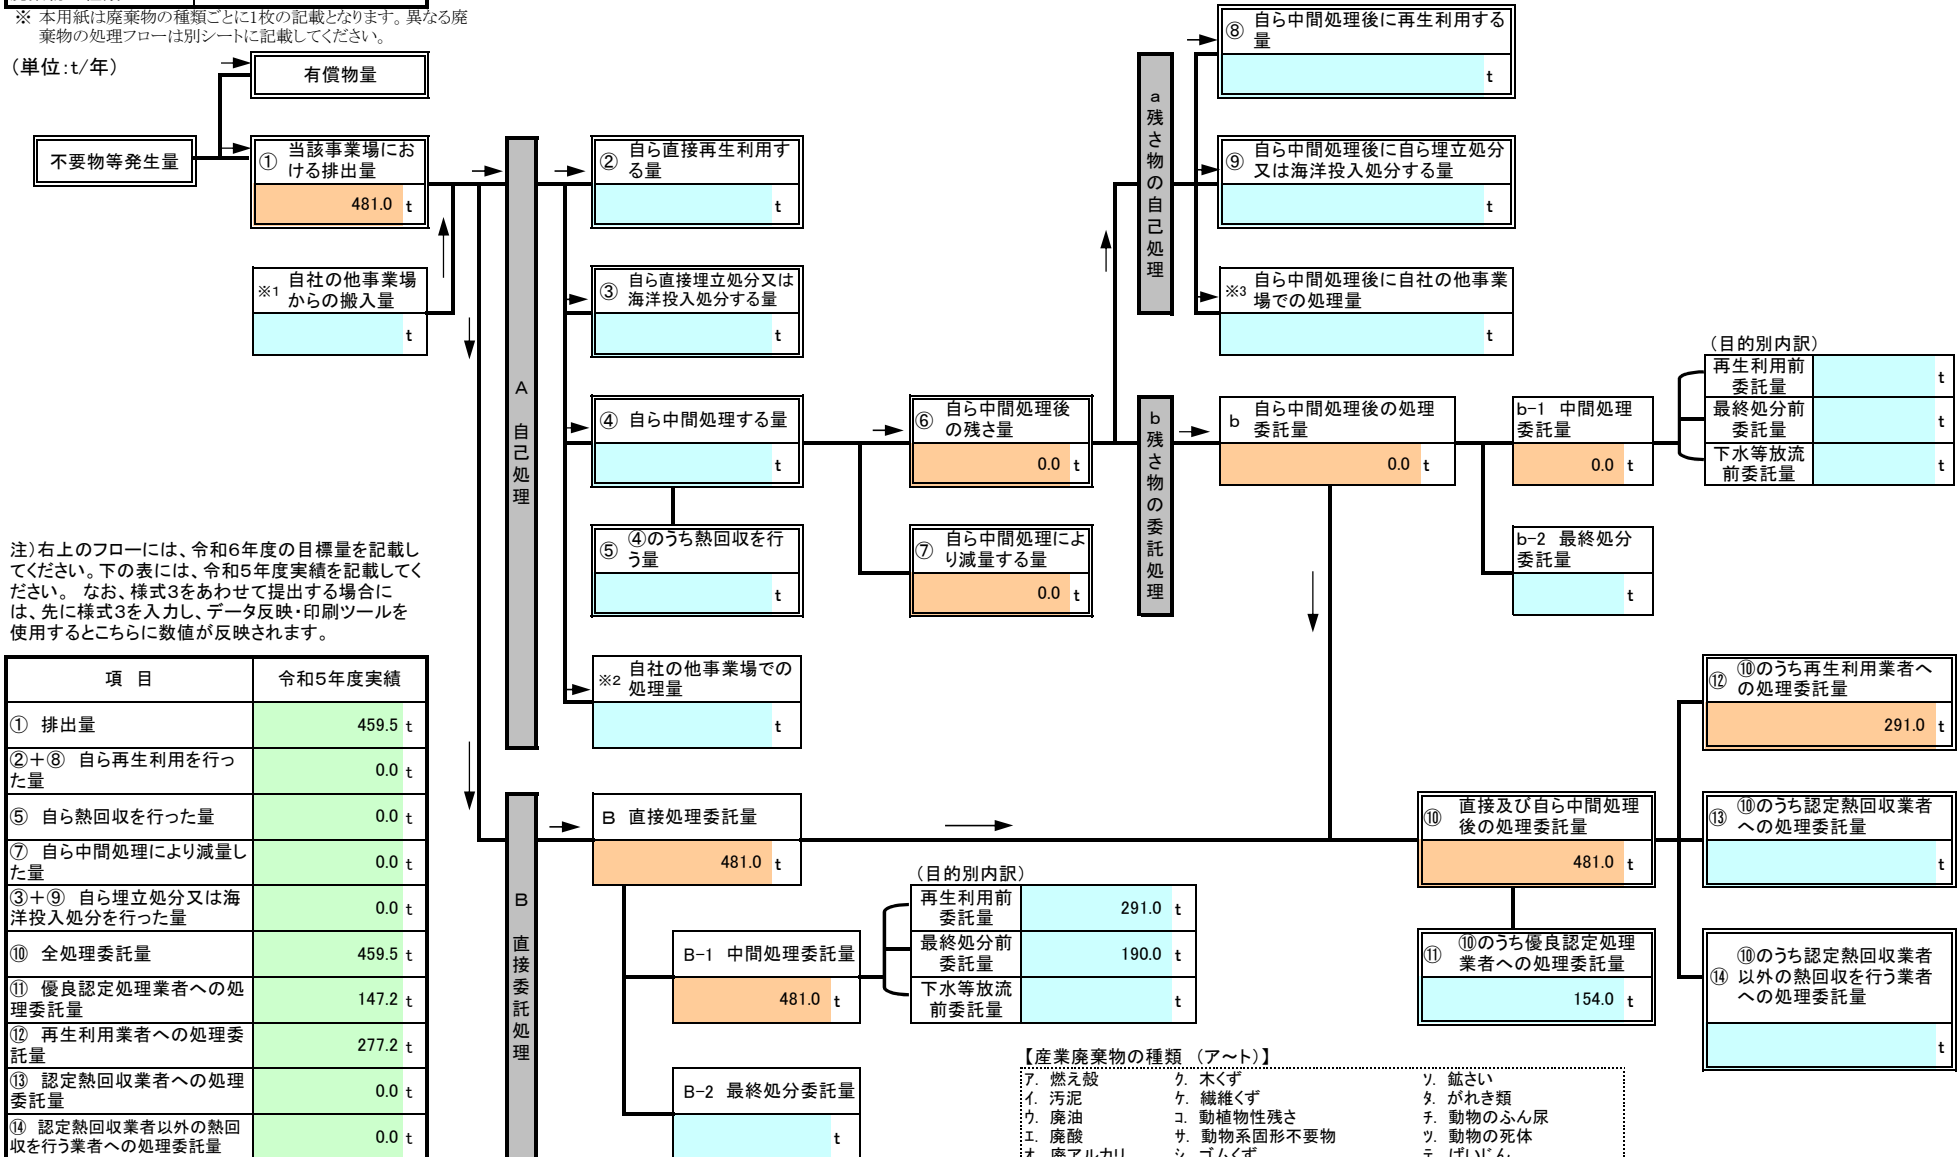 ※ 本用紙は廃棄物の種類ごとに1枚の記載となります。異なる廃
棄物の処理フローは別シートに記載してください。
（単位：t/年）
有償物量
不要物等発生量
① 当該事業場にお
ける排出量
481.0 t
※1 自社の他事業場
からの搬入量
t
A 自己処理
② 自ら直接再生利用す
る量
t
③ 自ら直接埋立処分又は
海洋投入処分する量
t
④ 自ら中間処理する量
t
⑤ ④のうち熱回収を行
う量
t
※2 自社の他事業場での
処理量
t
⑥ 自ら中間処理後
の残さ量
0.0 t
⑦ 自ら中間処理によ
り減量する量
0.0 t
a 残さ物の自己処理
⑧ 自ら中間処理後に再生利用する
量
t
⑨ 自ら中間処理後に自ら埋立処分
又は海洋投入処分する量
t
※3 自ら中間処理後に自社の他事業
場での処理量
t
b 残さ物の委託処理
b 自ら中間処理後の処理
委託量
0.0 t
b-1 中間処理
委託量
0.0 t
b-2 最終処分
委託量
t
（目的別内訳）
再生利用前
委託量 t
最終処分前
委託量 t
下水等放流
前委託量 t
注）右上のフローには、令和６年度の目標量を記載し
てください。下の表には、令和５年度実績を記載してく
ださい。 なお、様式３をあわせて提出する場合に
は、先に様式３を入力し、データ反映・印刷ツールを
使用するとこちらに数値が反映されます。
項 目 令和５年度実績
① 排出量 459.5 t
②＋⑧ 自ら再生利用を行っ
た量 0.0 t
⑤ 自ら熱回収を行った量 0.0 t
⑦ 自ら中間処理により減量し
た量 0.0 t
③＋⑨ 自ら埋立処分又は海
洋投入処分を行った量 0.0 t
⑩ 全処理委託量 459.5 t
⑪ 優良認定処理業者への処
理委託量 147.2 t
⑫ 再生利用業者への処理委
託量 277.2 t
⑬ 認定熱回収業者への処理
委託量 0.0 t
⑭ 認定熱回収業者以外の熱回
収を行う業者への処理委託量 0.0 t
B 直接委託処理
B 直接処理委託量
481.0 t
B-1 中間処理委託量
481.0 t
B-2 最終処分委託量
t
（目的別内訳）
再生利用前
委託量 291.0 t
最終処分前
委託量 190.0 t
下水等放流
前委託量 t
⑩ 直接及び自ら中間処理
後の処理委託量
481.0 t
⑪ ⑩のうち優良認定処理
業者への処理委託量
154.0 t
⑫ ⑩のうち再生利用業者へ
の処理委託量
291.0 t
⑬ ⑩のうち認定熱回収業者
への処理委託量
t
⑭ ⑩のうち認定熱回収業者
以外の熱回収を行う業者
への処理委託量
t
【産業廃棄物の種類 （ア～ト）】
ア. 燃え殻 ク. 木くず ソ. 鉱さい
イ. 汚泥 ケ. 繊維くず タ. がれき類
ウ. 廃油 コ. 動植物性残さ チ. 動物のふん尿
エ. 廃酸 サ. 動物系固形不要物 ツ. 動物の死体
オ. 廃アルカリ シ. ゴムくず テ. ばいじん